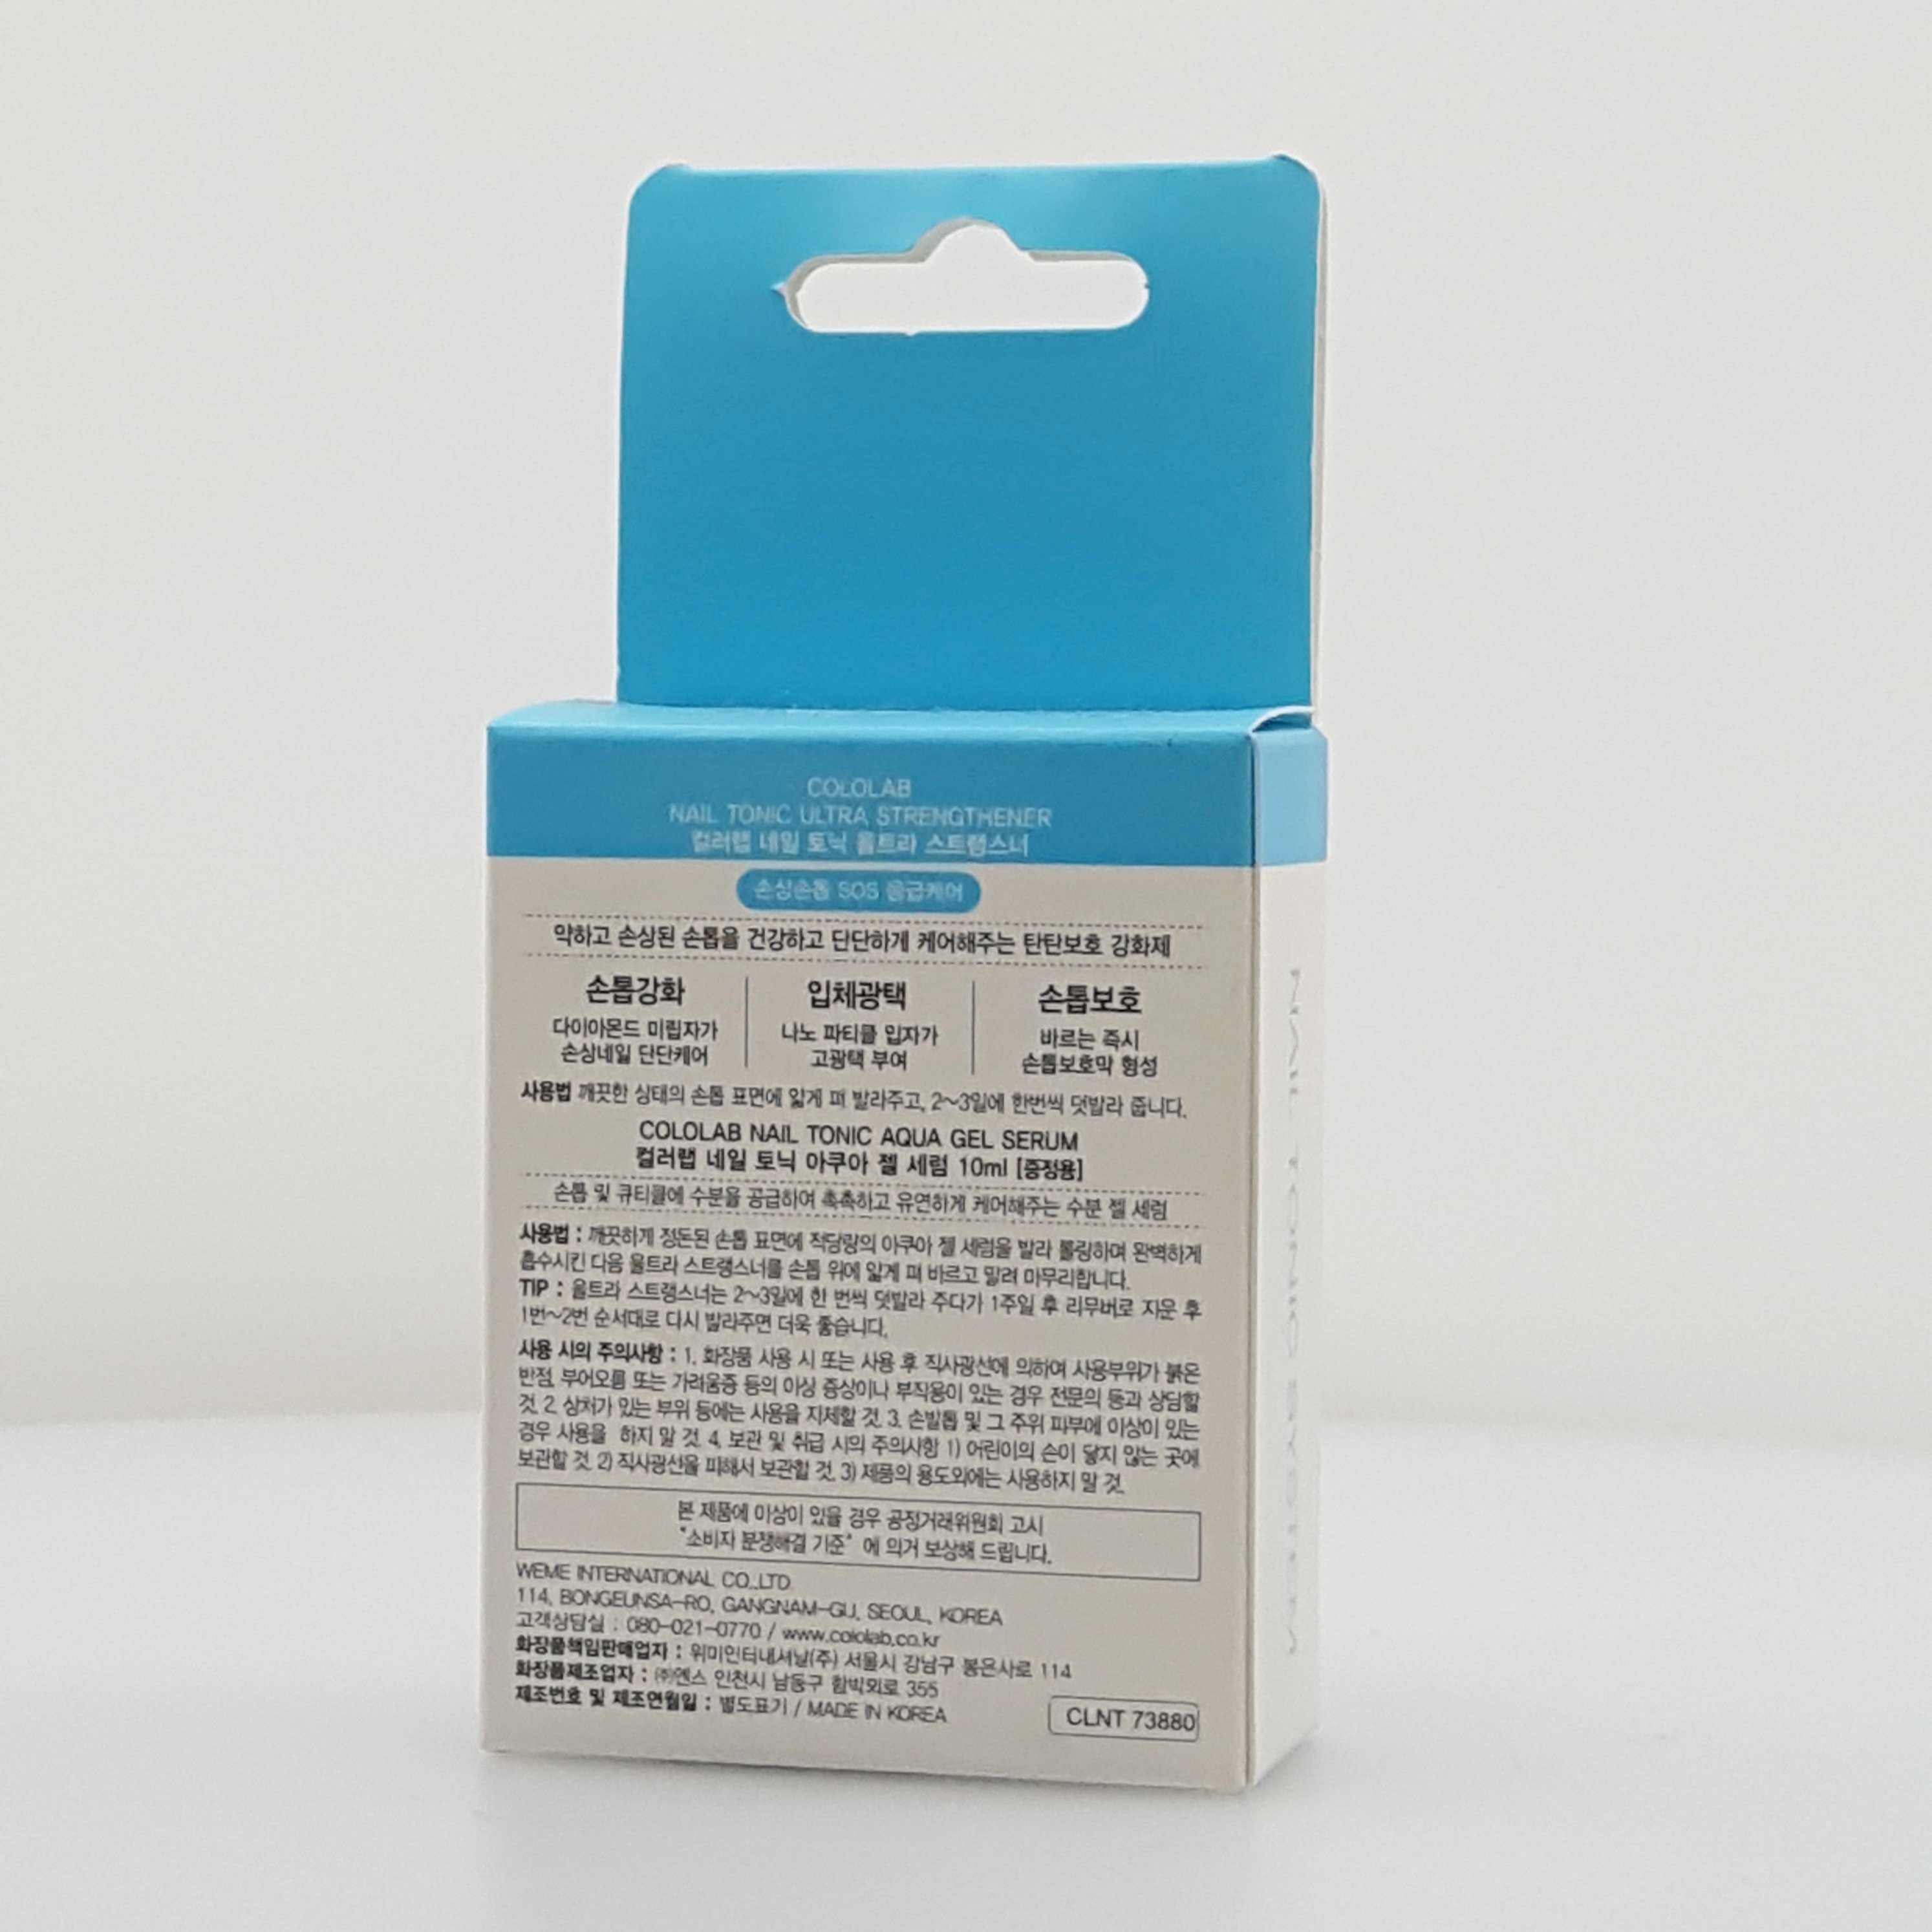 COLOLAB
NAIL TONIC ULTRA STRENGTHENER
컬러랩 네일 토닉 울트라 스트랭스너
손상손톱 SOS 응급케어
약하고 손상된 손톱을 건강하고 단단하게 케어해주는 탄탄보호 강화제
손톱강화
다이아몬드 미립자가
손상네일 단단케어
입체광택
나노 파티클 입자가
고광택 부여
손톱보호
바르는 즉시
손톱보호막 형성
사용법 깨끗한 상태의 손톱 표면에 얇게 펴 발라주고, 2~3일에 한번씩 덧발라 줍니다.
COLOLAB NAIL TONIC AQUA GEL SERUM
컬러랩 네일 토닉 아쿠아 젤 세럼 10ml [증정용]
손톱 및 큐티클에 수분을 공급하여 촉촉하고 유연하게 케어해주는 수분 젤 세럼
사용법 : 깨끗하게 정돈된 손톱 표면에 적당량의 아쿠아 젤 세럼을 발라 롤링하며 완벽하게
흡수시킨 다음 울트라 스트랭스너를 손톱 위에 얇게 펴 바르고 말려 마무리합니다.
TIP : 울트라 스트랭스너는 2~3일에 한 번씩 덧발라 주다가 1주일 후 리무버로 지운 후
1번~2번 순서대로 다시 발라주면 더욱 좋습니다.
사용 시의 주의사항 : 1. 화장품 사용 시 또는 사용 후 직사광선에 의하여 사용부위가 붉은
반점, 부어오름 또는 가려움증 등의 이상 증상이나 부작용이 있는 경우 전문의 등과 상담할
것. 2. 상처가 있는 부위 등에는 사용을 자제할 것. 3. 손발톱 및 그 주위 피부에 이상이 있는
경우 사용을 하지 말 것. 4. 보관 및 취급 시의 주의사항 1) 어린이의 손이 닿지 않는 곳에
보관할 것. 2) 직사광선을 피해서 보관할 것. 3) 제품의 용도외에는 사용하지 말 것.
본 제품에 이상이 있을 경우 공정거래위원회 고시
"소비자 분쟁해결 기준" 에 의거 보상해 드립니다.
WEME INTERNATIONAL CO.,LTD.
114, BONGEUNSA-RO, GANGNAM-GU, SEOUL, KOREA
고객상담실 : 080-021-0770 / www.cololab.co.kr
화장품책임판매업자 : 위미인터내셔날(주) 서울시 강남구 봉은사로 114
화장품제조업자 : ㈜엔스 인천시 남동구 함박뫼로 355
제조번호 및 제조연월일 : 별도표기 / MADE IN KOREA
CLNT 73880